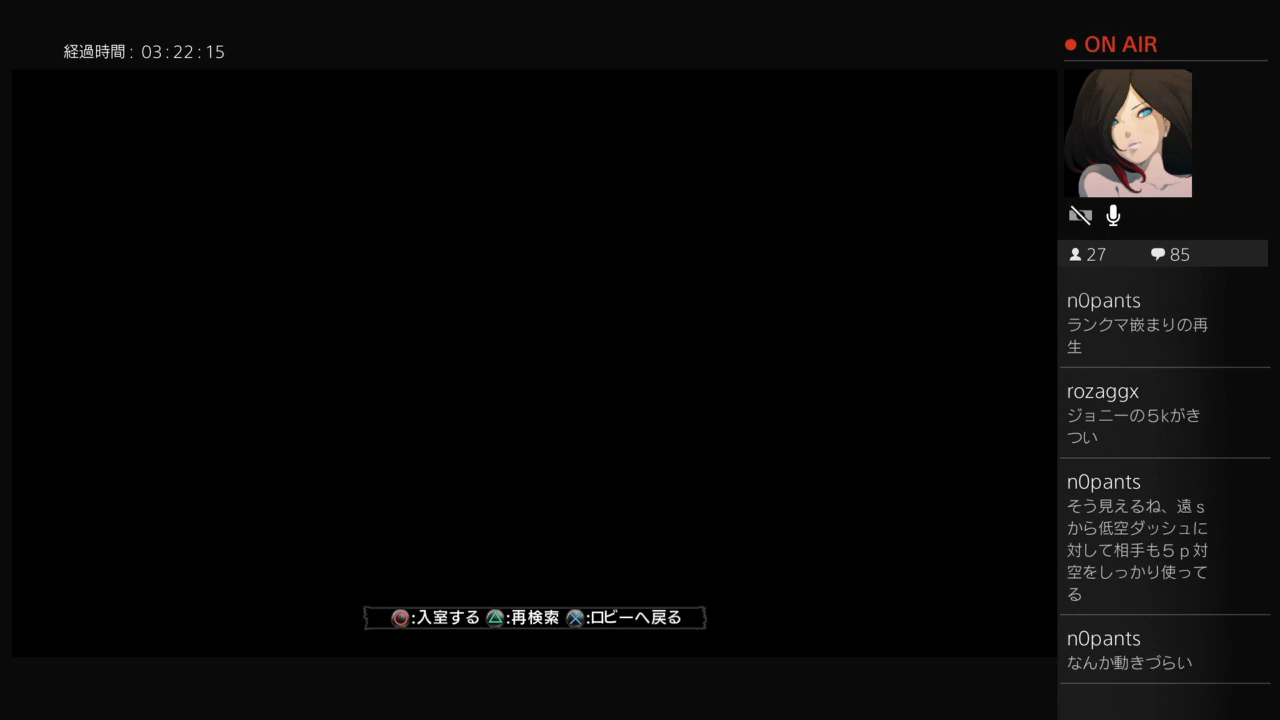 経過時間 : 03 : 22 : 15
ON AIR
27 85
n0pants
ランクマ嵌まりの再
生
rozaggx
ジョニーの５kがき
つい
n0pants
そう見えるね、遠ｓ
から低空ダッシュに
対して相手も５ｐ対
空をしっかり使って
る
n0pants
なんか動きづらい
:入室する :再検索 :ロビーへ戻る